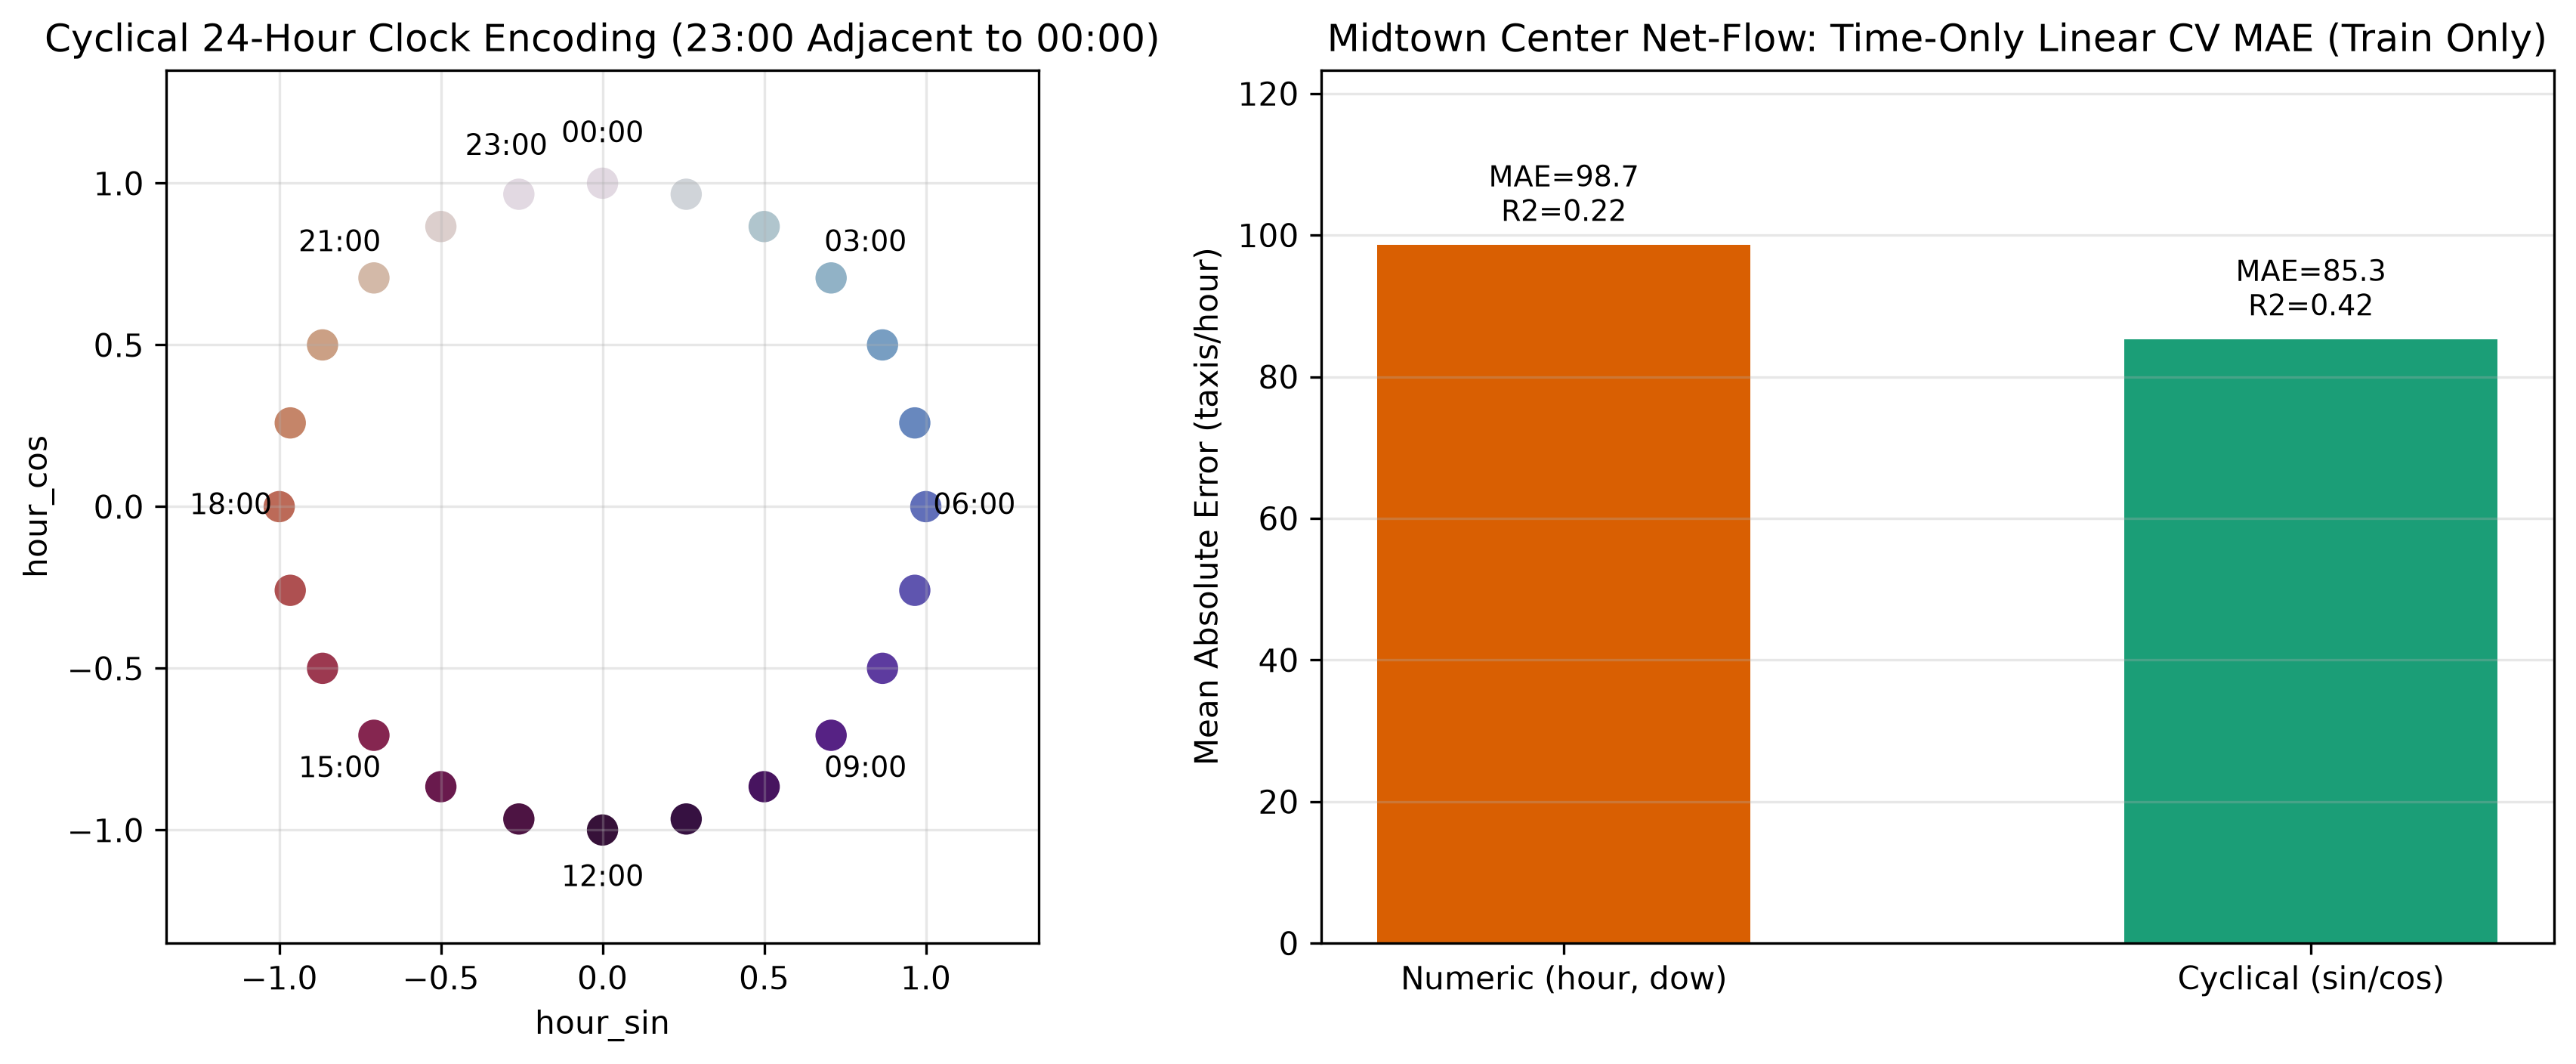 Cyclical 24-Hour Clock Encoding (23:00 Adjacent to 00:00)
23:00
00:00
21:00
03:00
18:00
06:00
15:00
09:00
12:00
1.0
0.5
0.0
−0.5
−1.0
hour_cos
−1.0
−0.5
0.0
0.5
1.0
hour_sin
Midtown Center Net-Flow: Time-Only Linear CV MAE (Train Only)
MAE=98.7
R2=0.22
MAE=85.3
R2=0.42
120
100
80
60
40
20
0
Mean Absolute Error (taxis/hour)
Numeric (hour, dow)
Cyclical (sin/cos)